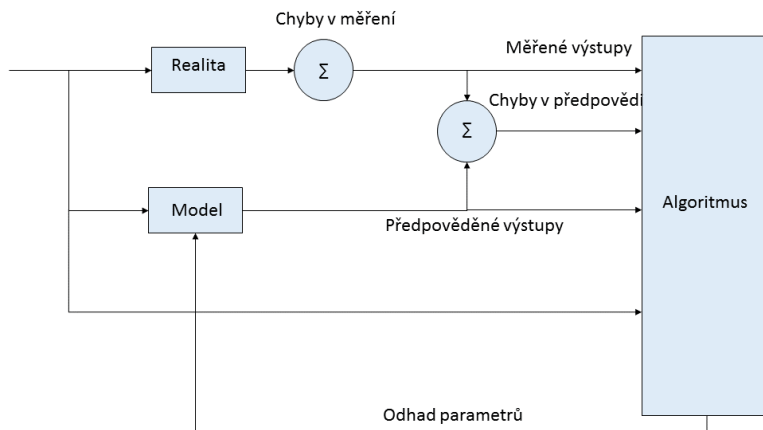 Chyby v měření
Měřené výstupy
Realita
Σ
Chyby v předpovědi
Σ
Algoritmus
Model
Předpověděné výstupy
Odhad parametrů